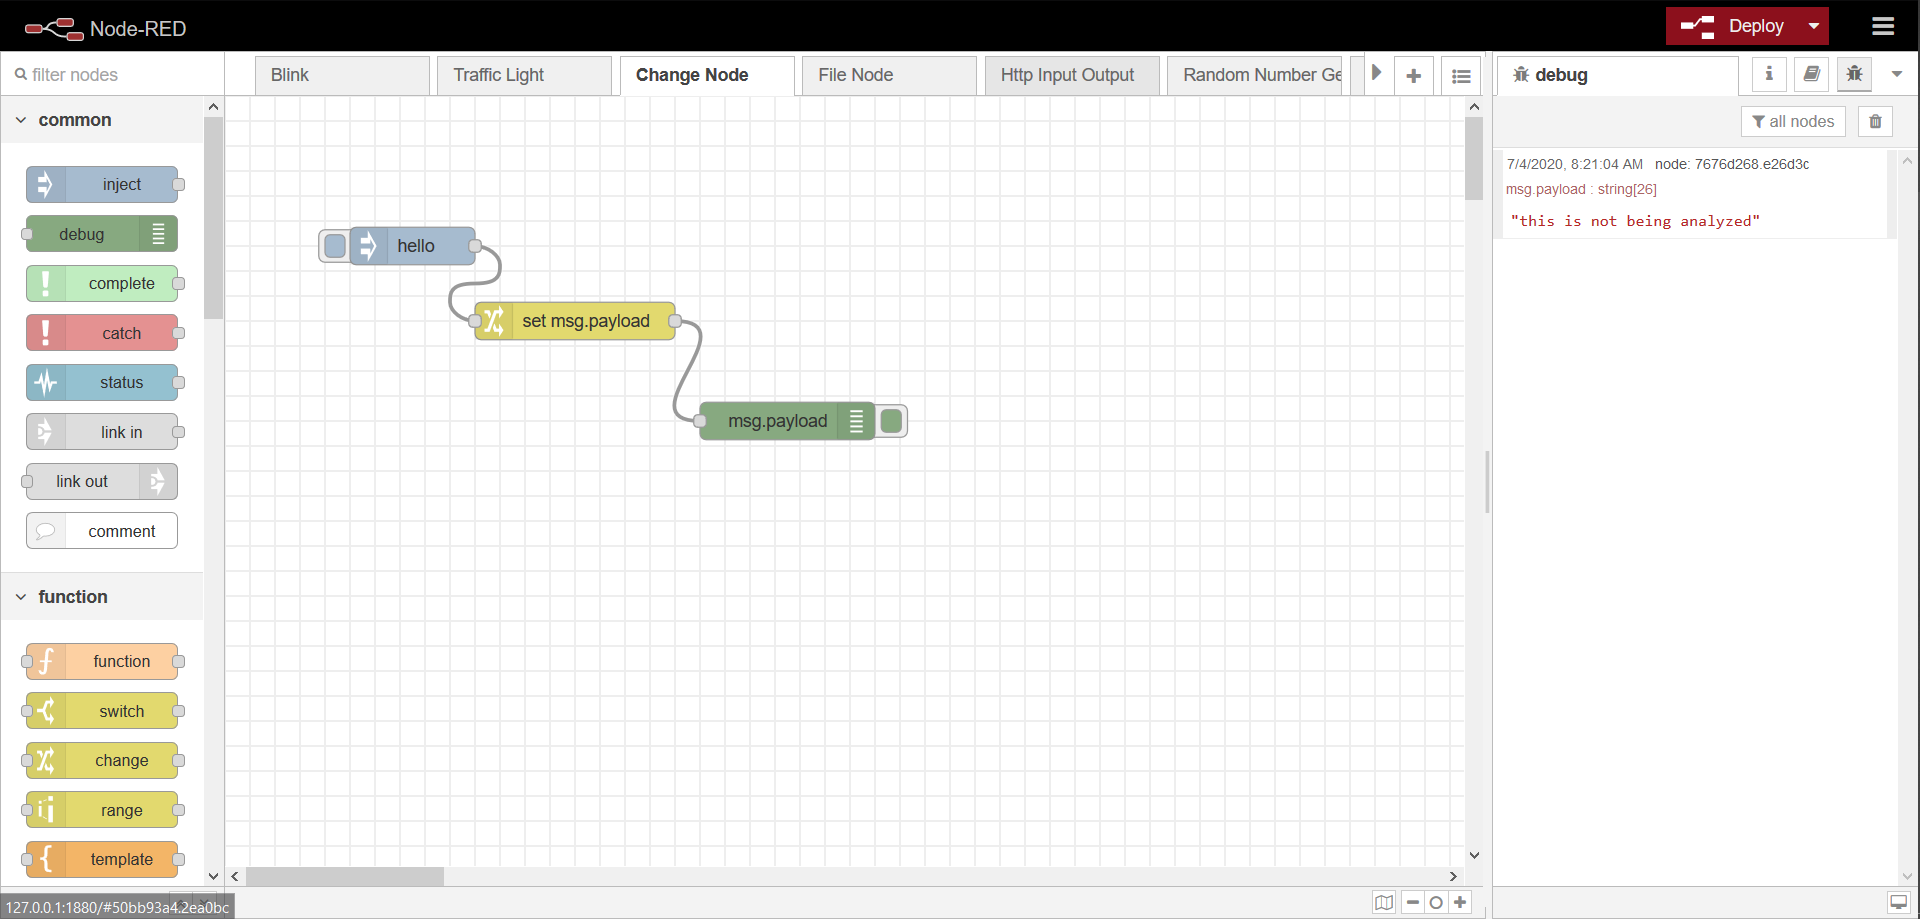 Node-RED
Deploy
filter nodes
Blink
Traffic Light
Change Node
File Node
Http Input Output
Random Number Ge
debug
all nodes
common
inject
debug
complete
catch
status
link in
link out
comment
function
function
switch
change
range
template
hello
set msg.payload
msg.payload
7/4/2020, 8:21:04 AM node: 7676d268.e26d3c
msg.payload : string[26]
"this is not being analyzed"
127.0.0.1:1880/#50bb93a4.2ea0bc